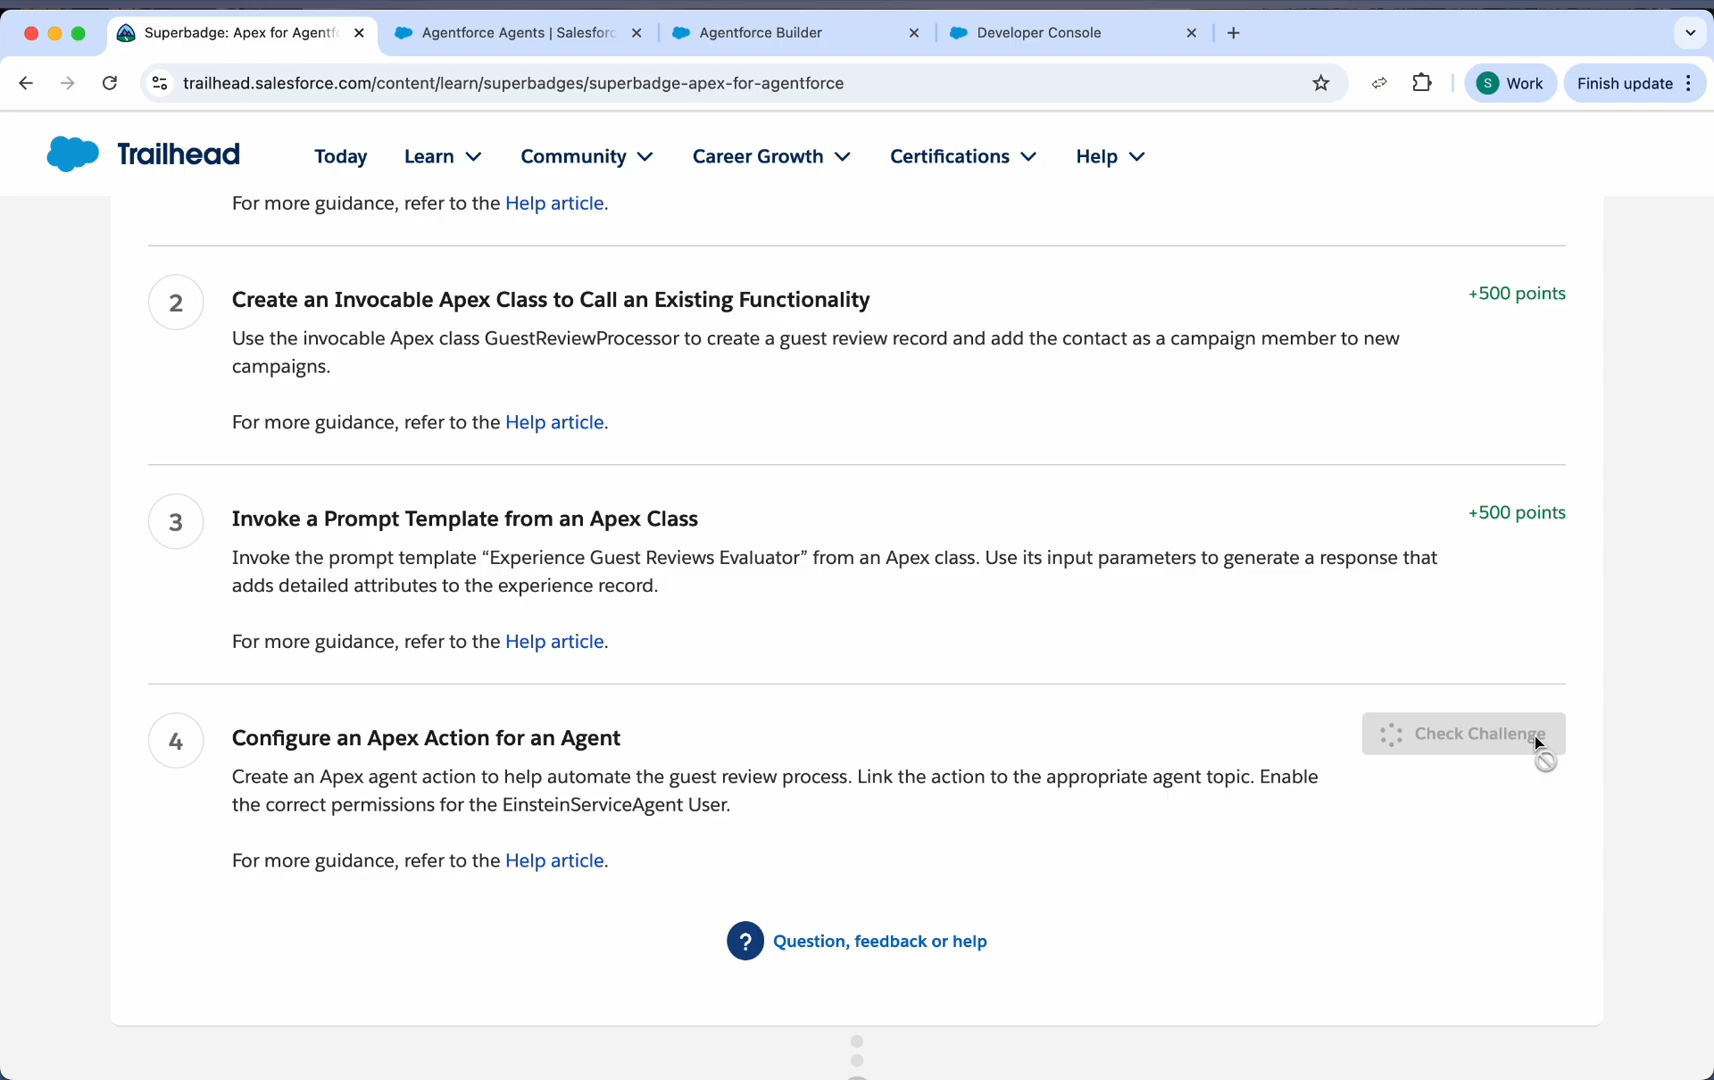 Superbadge: Apex for Agentf
Agentforce Agents | Salesforc
Agentforce Builder
Developer Console
trailhead.salesforce.com/content/learn/superbadges/superbadge-apex-for-agentforce
S Work
Finish update
Trailhead
Today
Learn
Community
Career Growth
Certifications
Help
For more guidance, refer to the Help article.
2
Create an Invocable Apex Class to Call an Existing Functionality
+500 points
Use the invocable Apex class GuestReviewProcessor to create a guest review record and add the contact as a campaign member to new
campaigns.
For more guidance, refer to the Help article.
3
Invoke a Prompt Template from an Apex Class
+500 points
Invoke the prompt template “Experience Guest Reviews Evaluator” from an Apex class. Use its input parameters to generate a response that
adds detailed attributes to the experience record.
For more guidance, refer to the Help article.
4
Configure an Apex Action for an Agent
Check Challenge
Create an Apex agent action to help automate the guest review process. Link the action to the appropriate agent topic. Enable
the correct permissions for the EinsteinServiceAgent User.
For more guidance, refer to the Help article.
? Question, feedback or help